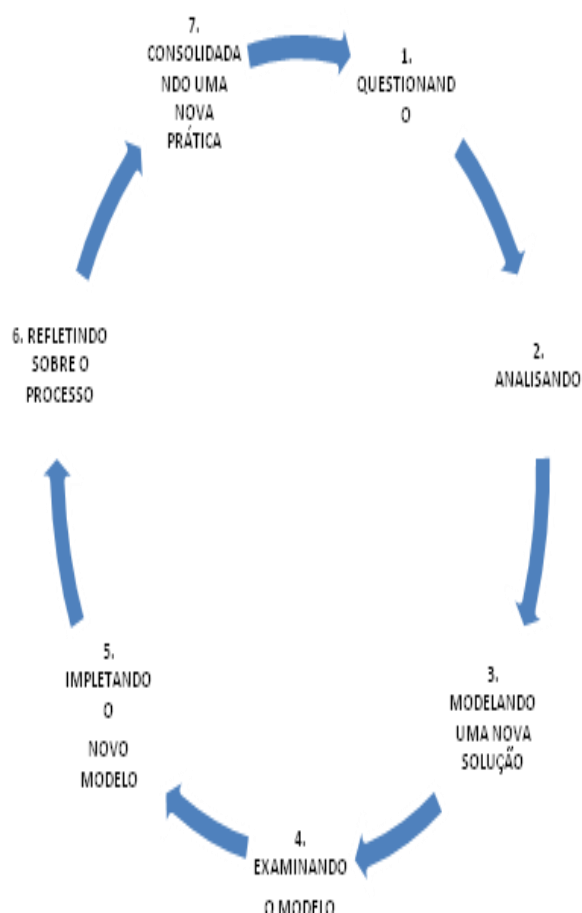 1.
QUESTIONAND
O
2.
ANALISANDO
3.
MODELANDO
UMA NOVA
SOLUÇÃO
4.
EXAMINANDO
O MODELO
5.
IMPLETANDO
O
NOVO
MODELO
6. REFLETINDO
SOBRE O
PROCESSO
7.
CONSOLIDADA
NDO UMA
NOVA
PRÁTICA